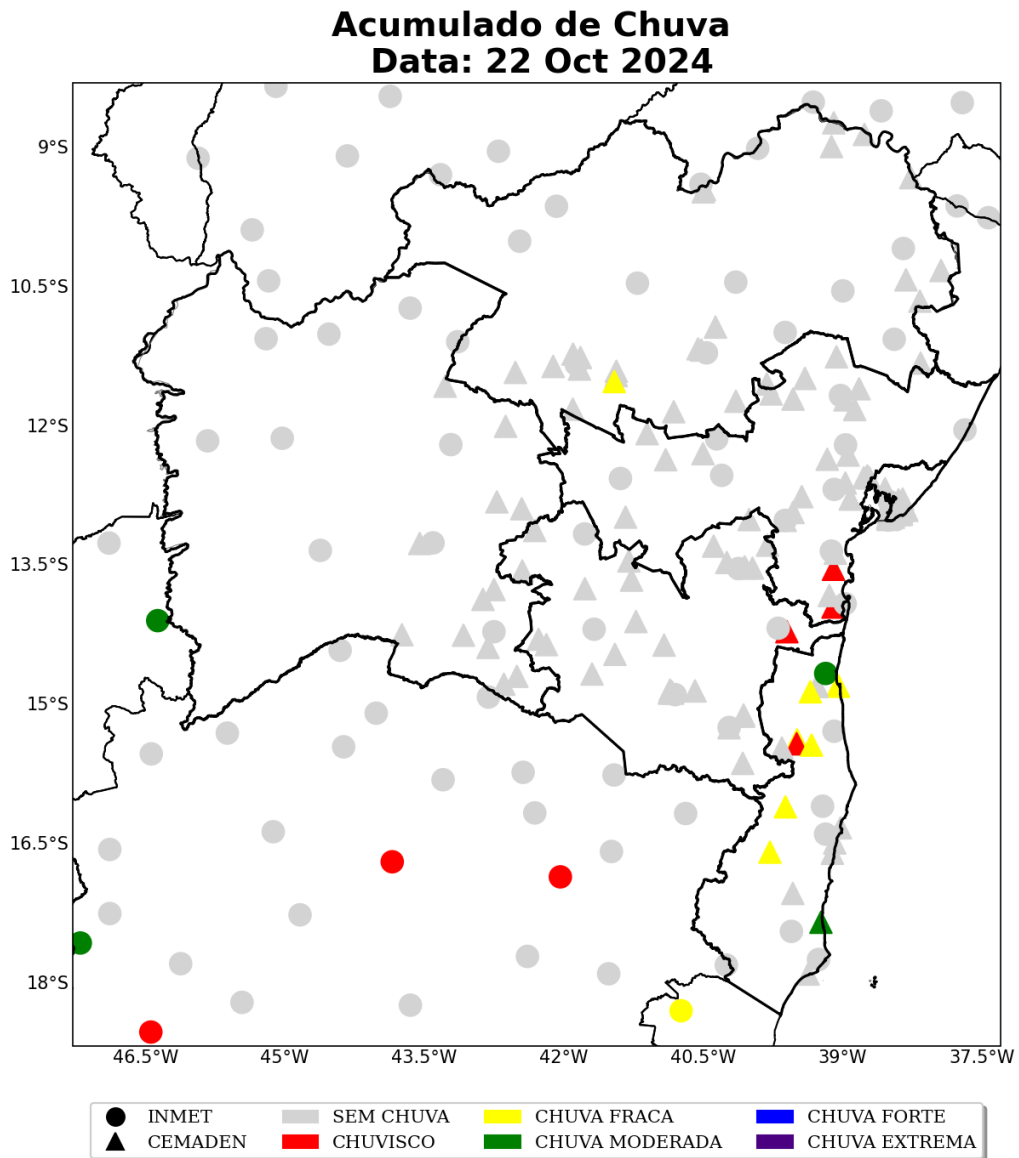 Acumulado de Chuva
Data: 22 Oct 2024
9°S
10.5°S
12°S
13.5°S
15°S
16.5°S
18°S
46.5°W 45°W 43.5°W 42°W 40.5°W 39°W 37.5°W
INMET SEM CHUVA CHUVA FRACA CHUVA FORTE
CEMADEN CHUVISCO CHUVA MODERADA CHUVA EXTREMA